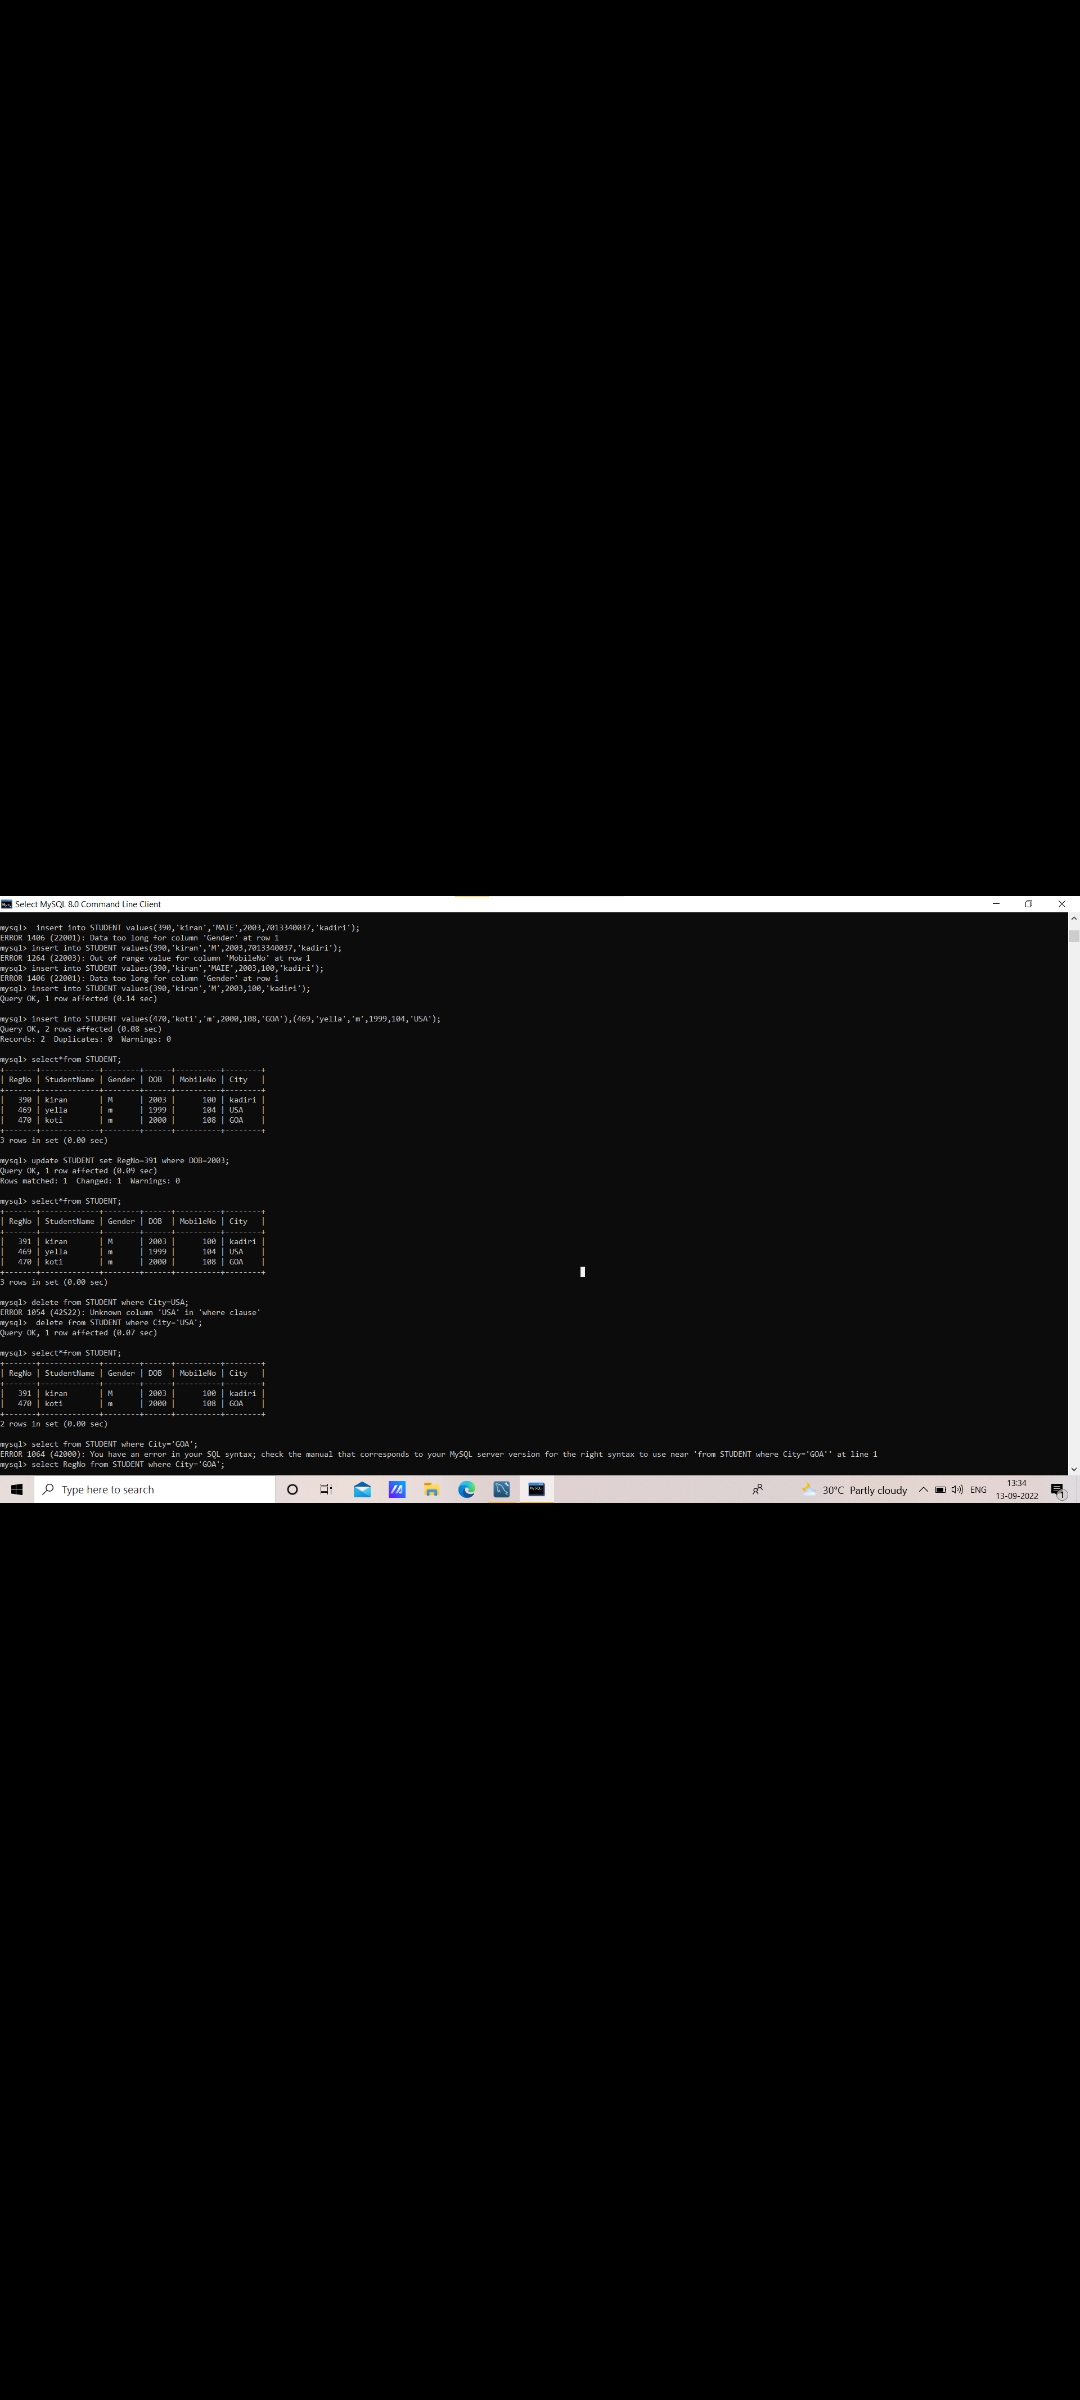 Select MySQL 8.0 Command Line Client
mysql>  insert into STUDENT values(390,'kiran','MAIE',2003,7013340037,'kadiri');
ERROR 1406 (22001): Data too long for column 'Gender' at row 1
mysql> insert into STUDENT values(390,'kiran','M',2003,7013340037,'kadiri');
ERROR 1264 (22003): Out of range value for column 'MobileNo' at row 1
mysql> insert into STUDENT values(390,'kiran','MAIE',2003,100,'kadiri');
ERROR 1406 (22001): Data too long for column 'Gender' at row 1
mysql> insert into STUDENT values(390,'kiran','M',2003,100,'kadiri');
Query OK, 1 row affected (0.14 sec)
mysql> insert into STUDENT values(470,'koti','m',2000,108,'GOA'),(469,'yella','m',1999,104,'USA');
Query OK, 2 rows affected (0.08 sec)
Records: 2  Duplicates: 0  Warnings: 0
mysql> select*from STUDENT;
+-------+-------------+--------+------+----------+--------+
| RegNo | StudentName | Gender | DOB  | MobileNo | City   |
+-------+-------------+--------+------+----------+--------+
|   390 | kiran       | M      | 2003 |      100 | kadiri |
|   469 | yella       | m      | 1999 |      104 | USA    |
|   470 | koti        | m      | 2000 |      108 | GOA    |
+-------+-------------+--------+------+----------+--------+
3 rows in set (0.00 sec)
mysql> update STUDENT set RegNo=391 where DOB=2003;
Query OK, 1 row affected (0.09 sec)
Rows matched: 1  Changed: 1  Warnings: 0
mysql> select*from STUDENT;
+-------+-------------+--------+------+----------+--------+
| RegNo | StudentName | Gender | DOB  | MobileNo | City   |
+-------+-------------+--------+------+----------+--------+
|   391 | kiran       | M      | 2003 |      100 | kadiri |
|   469 | yella       | m      | 1999 |      104 | USA    |
|   470 | koti        | m      | 2000 |      108 | GOA    |
+-------+-------------+--------+------+----------+--------+
3 rows in set (0.00 sec)
mysql> delete from STUDENT where City=USA;
ERROR 1054 (42S22): Unknown column 'USA' in 'where clause'
mysql>  delete from STUDENT where City='USA';
Query OK, 1 row affected (0.07 sec)
mysql> select*from STUDENT;
+-------+-------------+--------+------+----------+--------+
| RegNo | StudentName | Gender | DOB  | MobileNo | City   |
+-------+-------------+--------+------+----------+--------+
|   391 | kiran       | M      | 2003 |      100 | kadiri |
|   470 | koti        | m      | 2000 |      108 | GOA    |
+-------+-------------+--------+------+----------+--------+
2 rows in set (0.00 sec)
mysql> select from STUDENT where City='GOA';
ERROR 1064 (42000): You have an error in your SQL syntax; check the manual that corresponds to your MySQL server version for the right syntax to use near 'from STUDENT where City='GOA'' at line 1
mysql> select RegNo from STUDENT where City='GOA';
Type here to search
30°C Partly cloudy
ENG
13:34
13-09-2022
1